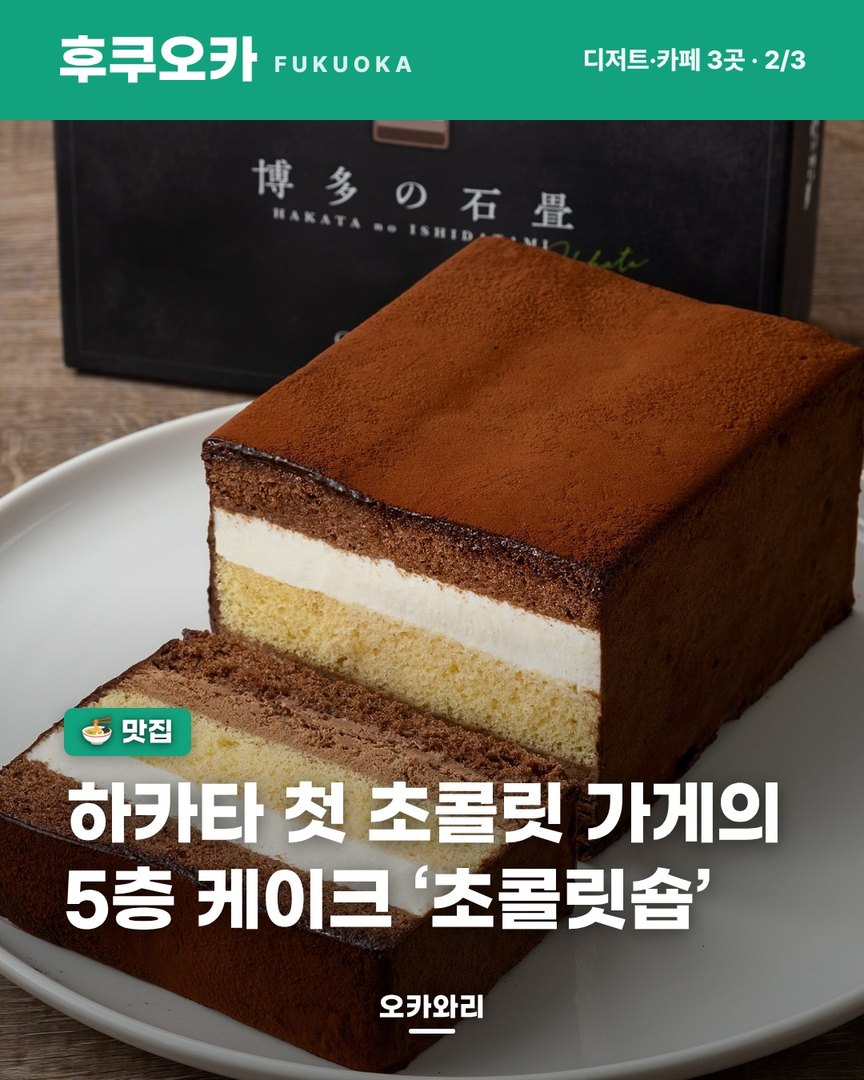 후쿠오카 FUKUOKA
디저트·카페 3곳 · 2/3
博多の石畳
HAKATA no ISHIDATAMI
맛집
하카타 첫 초콜릿 가게의
5층 케이크 ‘초콜릿숍’
오카와리